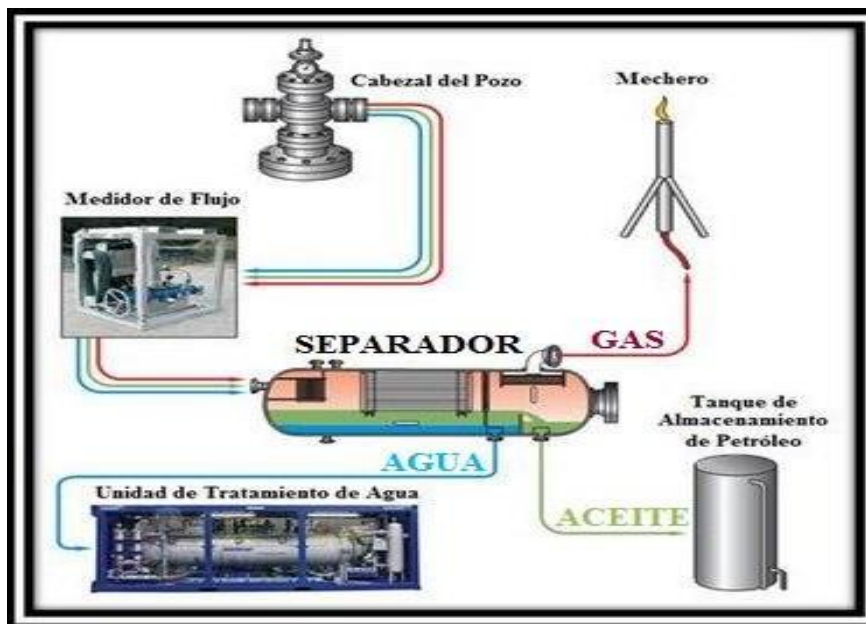 Cabezal del Pozo
Mechero
Medidor de Flujo
SEPARADOR
GAS
Tanque de
Almacenamiento
de Petróleo
AGUA
Unidad de Tratamiento de Agua
ACEITE